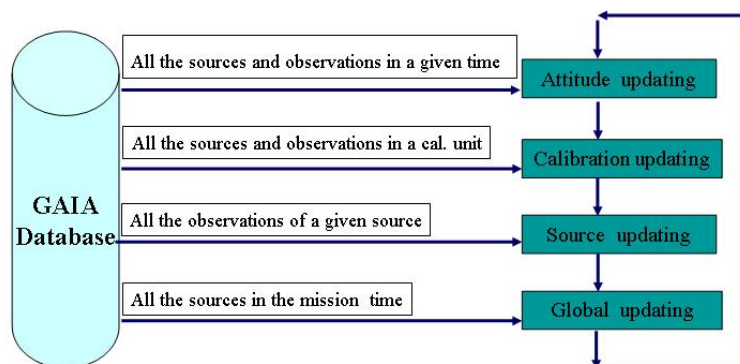 All the sources and observations in a given time
Attitude updating
All the sources and observations in a cal. unit
Calibration updating
GAIA
Database
All the observations of a given source
Source updating
All the sources in the mission time
Global updating